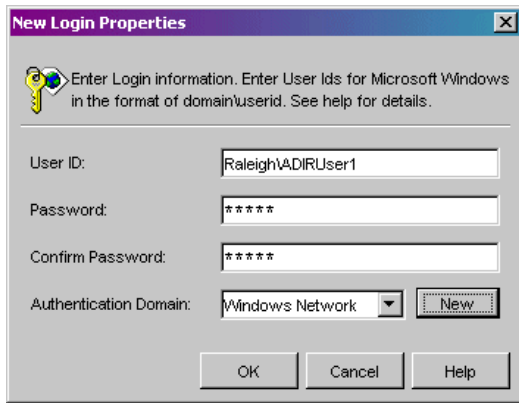 New Login Properties
Enter Login information. Enter User Ids for Microsoft Windows
in the format of domain\userid. See help for details.
User ID:
Raleigh\ADIRUser1
Password:
*****
Confirm Password:
*****
Authentication Domain:
Windows Network
New
OK
Cancel
Help